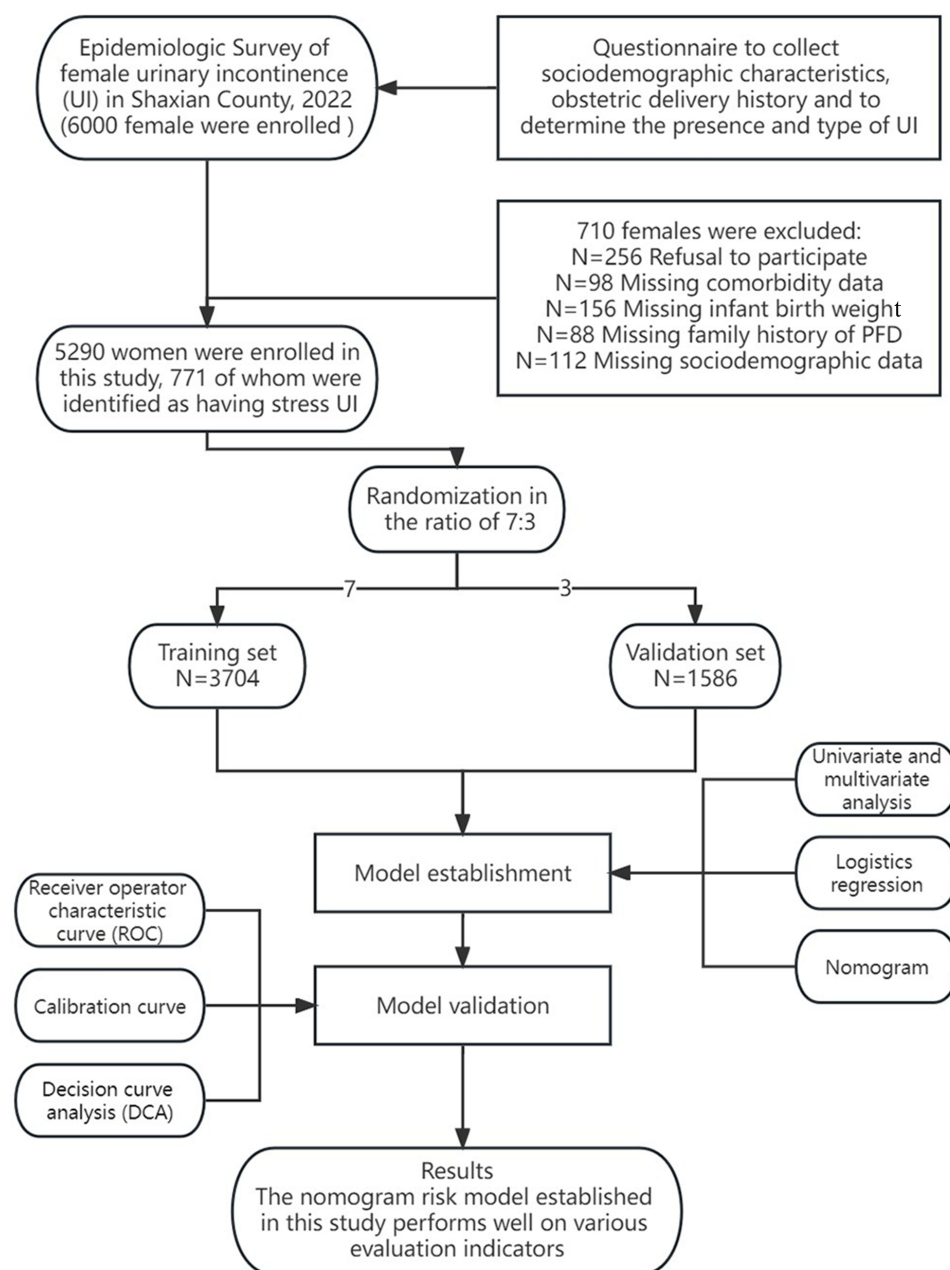 Epidemiologic Survey of
female urinary incontinence
(UI) in Shaxian County, 2022
(6000 female were enrolled )
Questionnaire to collect
sociodemographic characteristics,
obstetric delivery history and to
determine the presence and type of UI
710 females were excluded:
N=256 Refusal to participate
N=98 Missing comorbidity data
N=156 Missing infant birth weight
N=88 Missing family history of PFD
N=112 Missing sociodemographic data
5290 women were enrolled in
this study, 771 of whom were
identified as having stress UI
Randomization in
the ratio of 7:3
7
3
Training set
N=3704
Validation set
N=1586
Univariate and
multivariate
analysis
Model establishment
Logistics
regression
Nomogram
Receiver operator
characteristic
curve (ROC)
Calibration curve
Model validation
Decision curve
analysis (DCA)
Results
The nomogram risk model established
in this study performs well on various
evaluation indicators